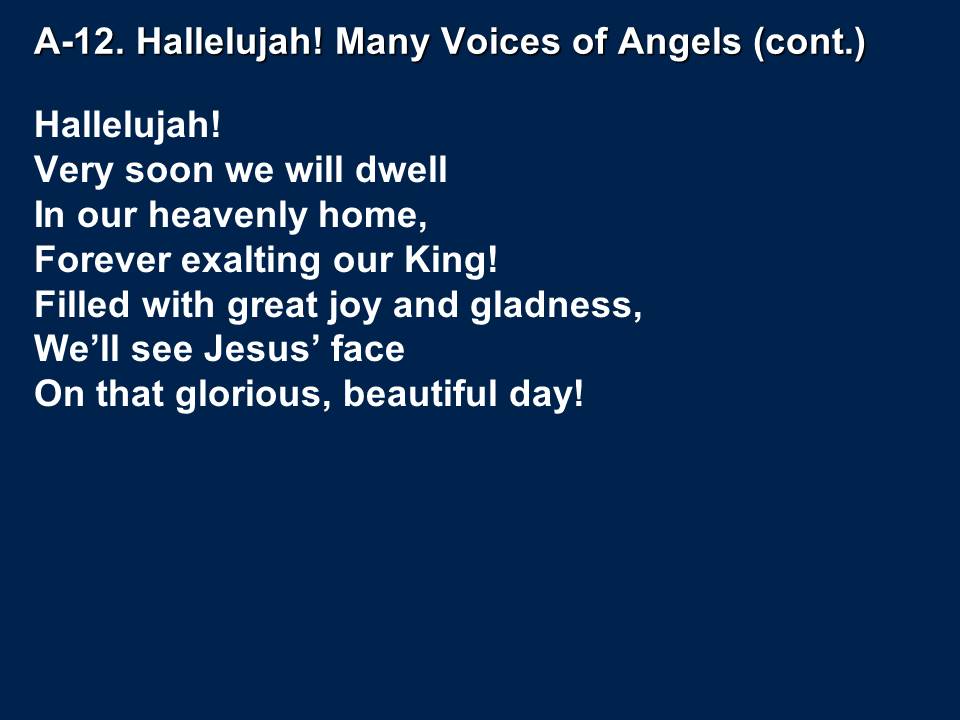 A-12. Hallelujah! Many Voices of Angels (cont.)
Hallelujah!
Very soon we will dwell
In our heavenly home,
Forever exalting our King!
Filled with great joy and gladness,
We’ll see Jesus’ face
On that glorious, beautiful day!